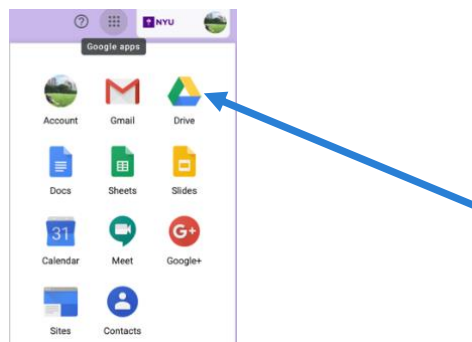 NYU
Google apps
Account Gmail Drive
Docs Sheets Slides
31
G+
Calendar Meet Google+
Sites Contacts